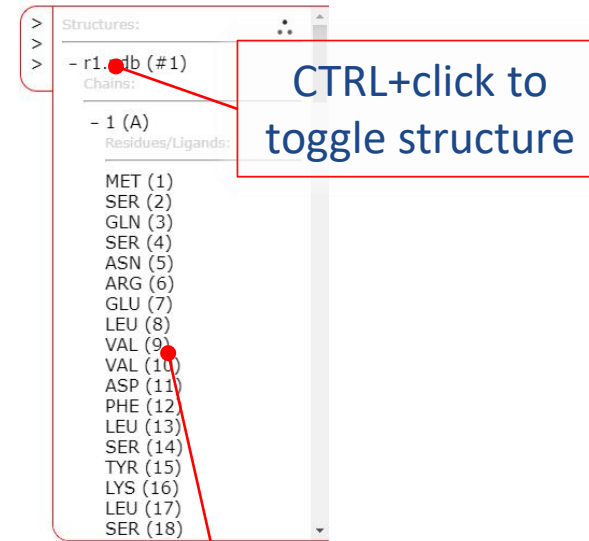 >
>
>
Structures:
– r1.pdb (#1)
Chains:
– 1 (A)
Residues/Ligands:
MET (1)
SER (2)
GLN (3)
SER (4)
ASN (5)
ARG (6)
GLU (7)
LEU (8)
VAL (9)
VAL (10)
ASP (11)
PHE (12)
LEU (13)
SER (14)
TYR (15)
LYS (16)
LEU (17)
SER (18)
CTRL+click to
toggle structure